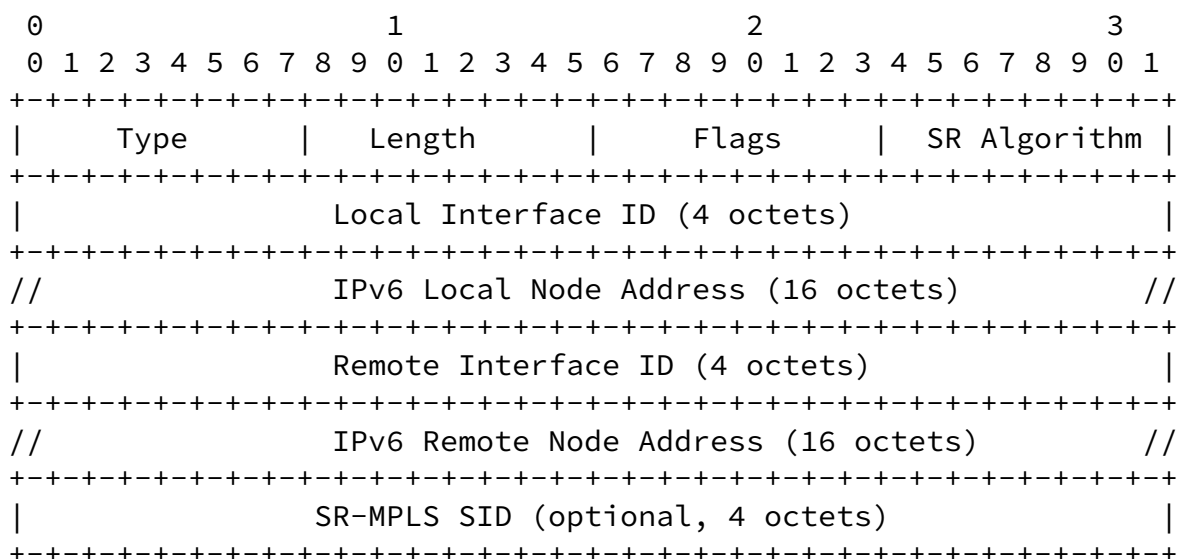 0                   1                   2                   3
 0 1 2 3 4 5 6 7 8 9 0 1 2 3 4 5 6 7 8 9 0 1 2 3 4 5 6 7 8 9 0 1
+-+-+-+-+-+-+-+-+-+-+-+-+-+-+-+-+-+-+-+-+-+-+-+-+-+-+-+-+-+-+-+-+
|     Type      |   Length      |     Flags     |  SR Algorithm |
+-+-+-+-+-+-+-+-+-+-+-+-+-+-+-+-+-+-+-+-+-+-+-+-+-+-+-+-+-+-+-+-+
|                 Local Interface ID (4 octets)                 |
+-+-+-+-+-+-+-+-+-+-+-+-+-+-+-+-+-+-+-+-+-+-+-+-+-+-+-+-+-+-+-+-+
//                IPv6 Local Node Address (16 octets)          //
+-+-+-+-+-+-+-+-+-+-+-+-+-+-+-+-+-+-+-+-+-+-+-+-+-+-+-+-+-+-+-+-+
|                 Remote Interface ID (4 octets)                |
+-+-+-+-+-+-+-+-+-+-+-+-+-+-+-+-+-+-+-+-+-+-+-+-+-+-+-+-+-+-+-+-+
//                IPv6 Remote Node Address (16 octets)         //
+-+-+-+-+-+-+-+-+-+-+-+-+-+-+-+-+-+-+-+-+-+-+-+-+-+-+-+-+-+-+-+-+
|                SR-MPLS SID (optional, 4 octets)               |
+-+-+-+-+-+-+-+-+-+-+-+-+-+-+-+-+-+-+-+-+-+-+-+-+-+-+-+-+-+-+-+-+